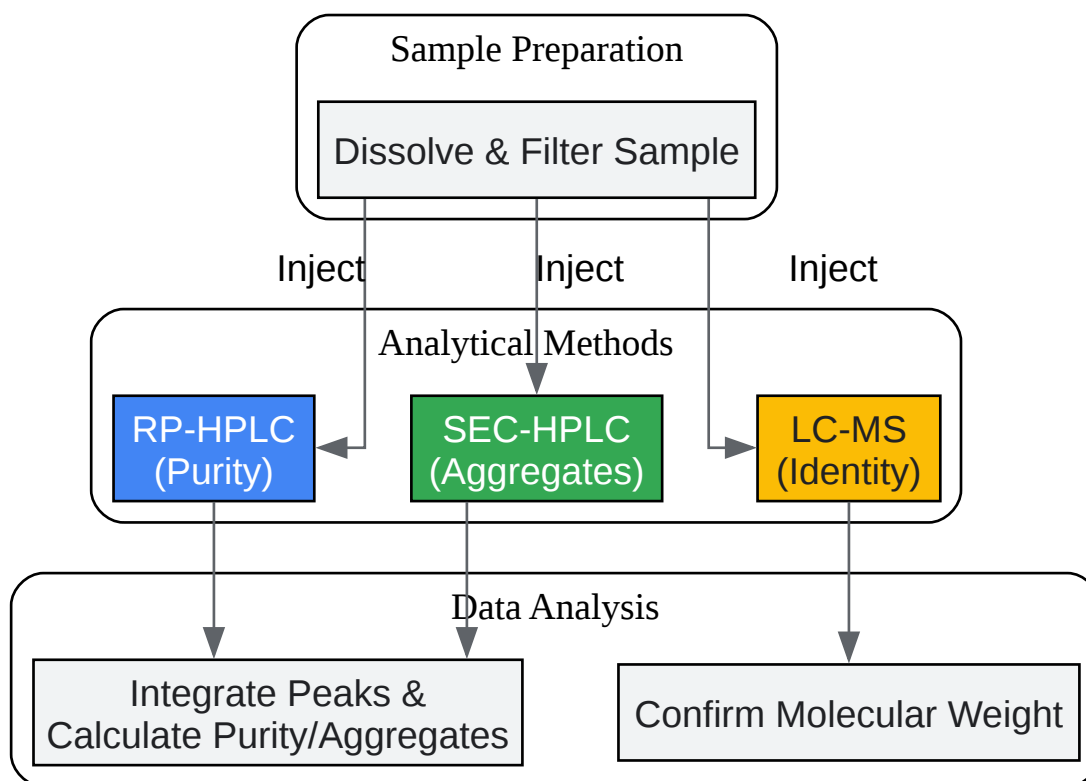 Sample Preparation
Dissolve & Filter Sample
Inject
Inject
Inject
Analytical Methods
RP-HPLC
(Purity)
SEC-HPLC
(Aggregates)
LC-MS
(Identity)
Data Analysis
Integrate Peaks &
Calculate Purity/Aggregates
Confirm Molecular Weight